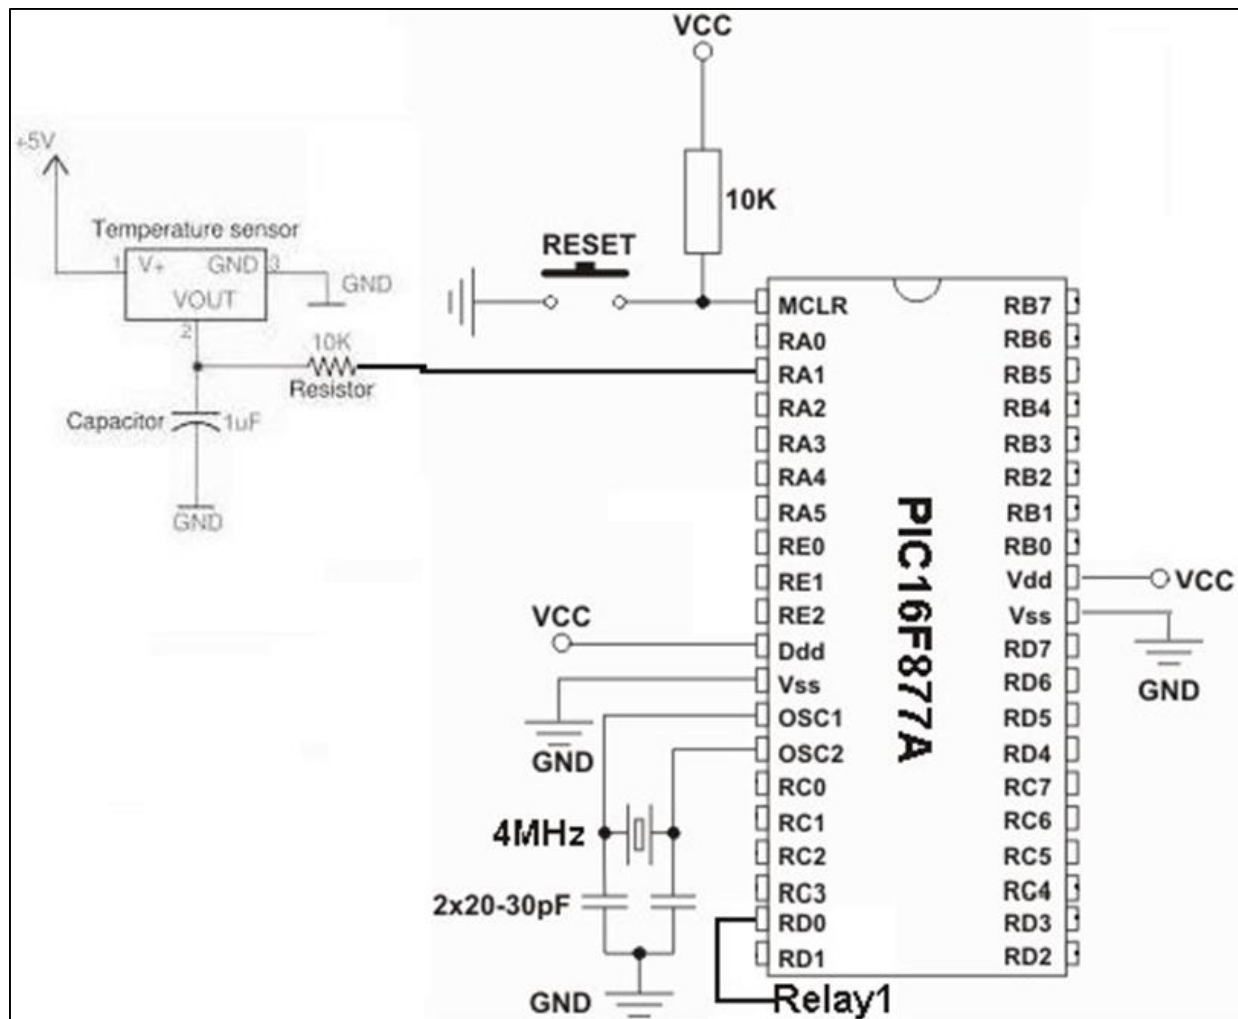 VCC
10K
RESET
+5V
Temperature sensor
1 V+ GND 3
VOUT
2
GND
10K
Resistor
Capacitor 1uF
GND
MCLR
RA0
RA1
RA2
RA3
RA4
RA5
RE0
RE1
RE2
Ddd
Vss
OSC1
OSC2
RC0
RC1
RC2
RC3
RD0
RD1
PIC16F877A
RB7
RB6
RB5
RB4
RB3
RB2
RB1
RB0
Vdd
Vss
RD7
RD6
RD5
RD4
RC7
RC6
RC5
RC4
RD3
RD2
VCC
GND
VCC
GND
4MHz
2x20-30pF
GND
Relay1